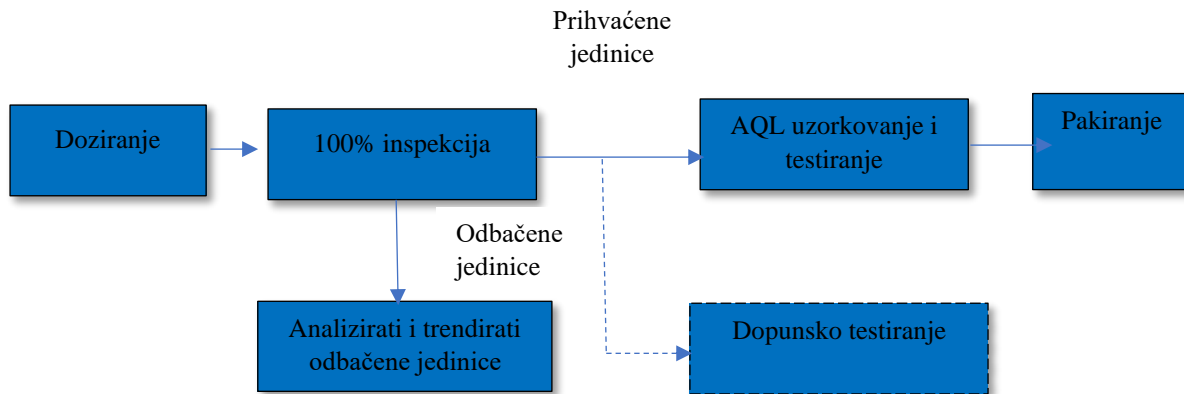 Prihvaćene
jedinice
Doziranje
100% inspekcija
AQL uzorkovanje i
testiranje
Pakiranje
Odbačene
jedinice
Analizirati i trendirati
odbačene jedinice
Dopunsko testiranje